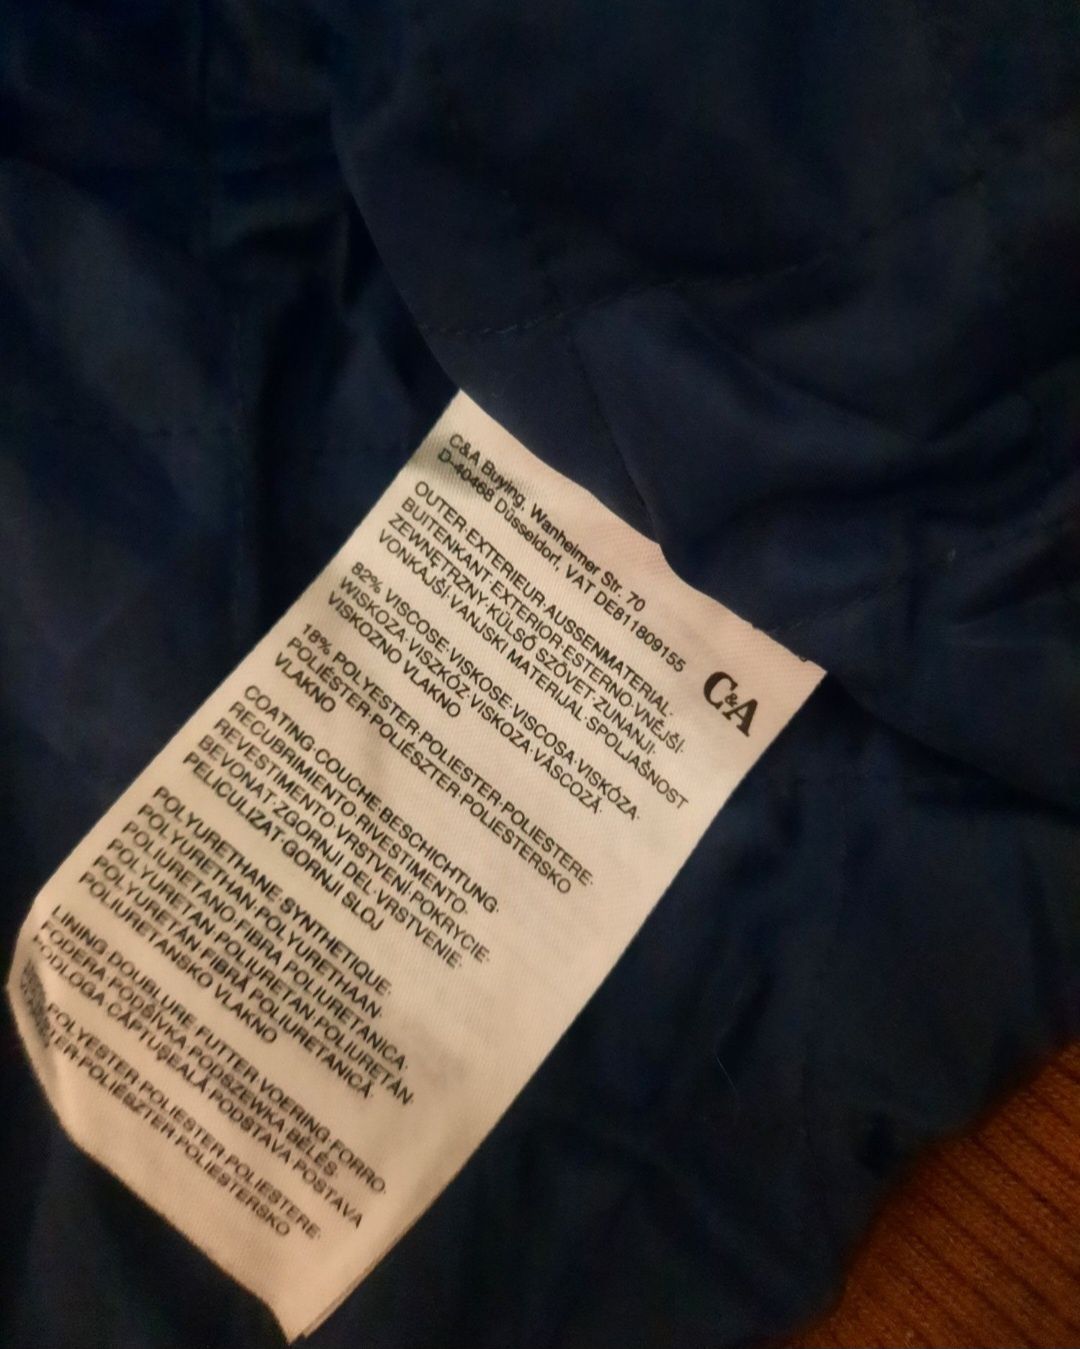 C&A Buying, Wanheimer Str. 70
D-40468 Düsseldorf, VAT DE811809155
C&A
OUTER·EXTERIEUR·AUSSENMATERIAL·
BUITENKANT·EXTERIOR·ESTERNO·VNĚJŠÍ·
ZEWNĘTRZNY·KÜLSŐ SZÖVET·ZUNANJI·
VONKAJŠÍ·VANJSKI MATERIJAL·SPOLJAŠNOST
82% VISCOSE·VISKOSE·VISCOSA·VISKÓZA·
WISKOZA·VISZKÓZ·VISKOZA·VÂSCOZĂ·
VISKOZNO VLAKNO
18% POLYESTER·POLIESTER·POLIESTERE·
POLIÉSTER·POLIÉSZTER·POLIESTERSKO
VLAKNO
COATING·COUCHE·BESCHICHTUNG·
RECUBRIMIENTO·RIVESTIMENTO·
REVESTIMENTO·VRSTVENÍ·POKRYCIE·
BEVONAT·ZGORNJI DEL·VRSTVENIE·
PELICULIZAT·GORNJI SLOJ
POLYURETHANE SYNTHETIQUE·
POLYURETHAN·POLYURETHAAN·
POLIURETANO·FIBRA POLIURETANICA·
POLYURETAN·POLIURETAN·POLIURETÁN·
POLYURETÁN·FIBRĂ POLIURETANICĂ·
POLIURETANSKO VLAKNO
LINING DOUBLURE FUTTER VOERING FORRO·
FODERA·PODŠÍVKA·PODSZEWKA·BÉLÉS·
PODLOGA CĂPTUȘEALĂ PODSTAVA POSTAVA
POLYESTER POLIESTER POLIESTERE·
POLIÉSZTER·POLIESTERSKO